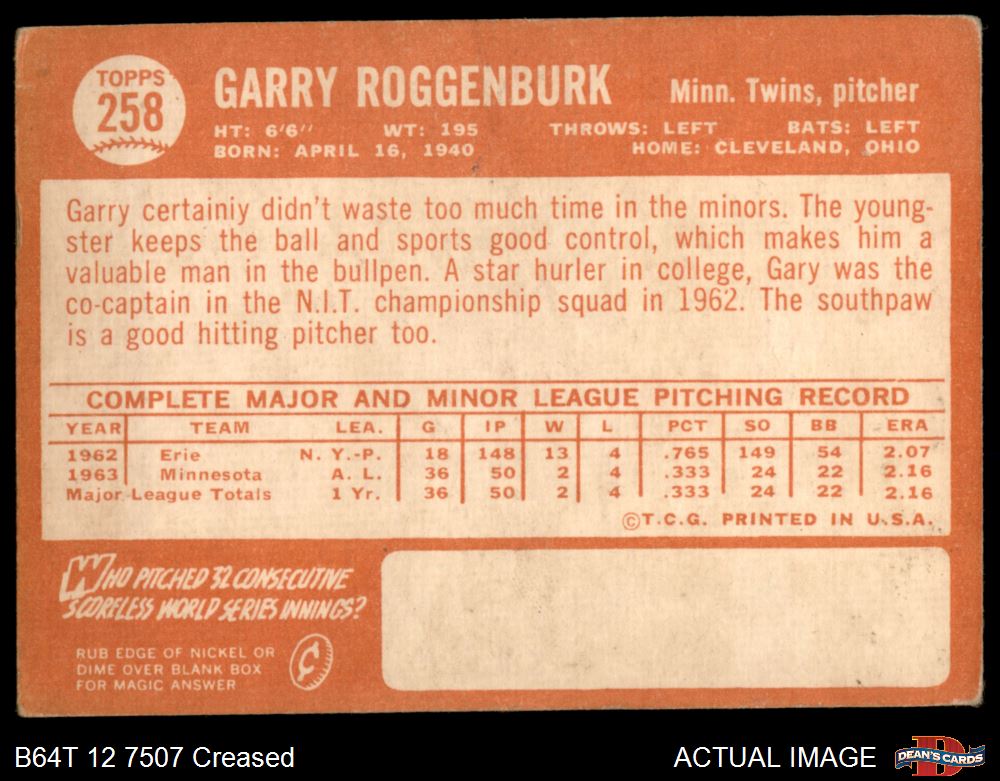 TOPPS
258
GARRY ROGGENBURK
Minn. Twins, pitcher
HT: 6'6" WT: 195 THROWS: LEFT BATS: LEFT
BORN: APRIL 16, 1940 HOME: CLEVELAND, OHIO
Garry certainiy didn't waste too much time in the minors. The young-
ster keeps the ball and sports good control, which makes him a
valuable man in the bullpen. A star hurler in college, Gary was the
co-captain in the N.I.T. championship squad in 1962. The southpaw
is a good hitting pitcher too.
COMPLETE MAJOR AND MINOR LEAGUE PITCHING RECORD
YEAR TEAM LEA. G IP W L PCT SO BB ERA
1962 Erie N. Y.-P. 18 148 13 4 .765 149 54 2.07
1963 Minnesota A. L. 36 50 2 4 .333 24 22 2.16
Major League Totals 1 Yr. 36 50 2 4 .333 24 22 2.16
©T.C.G. PRINTED IN U.S.A.
WHO PITCHED 32 CONSECUTIVE
SCORELESS WORLD SERIES INNINGS?
RUB EDGE OF NICKEL OR
DIME OVER BLANK BOX
FOR MAGIC ANSWER
¢
B64T 12 7507 Creased
ACTUAL IMAGE
D
DEAN'S CARDS